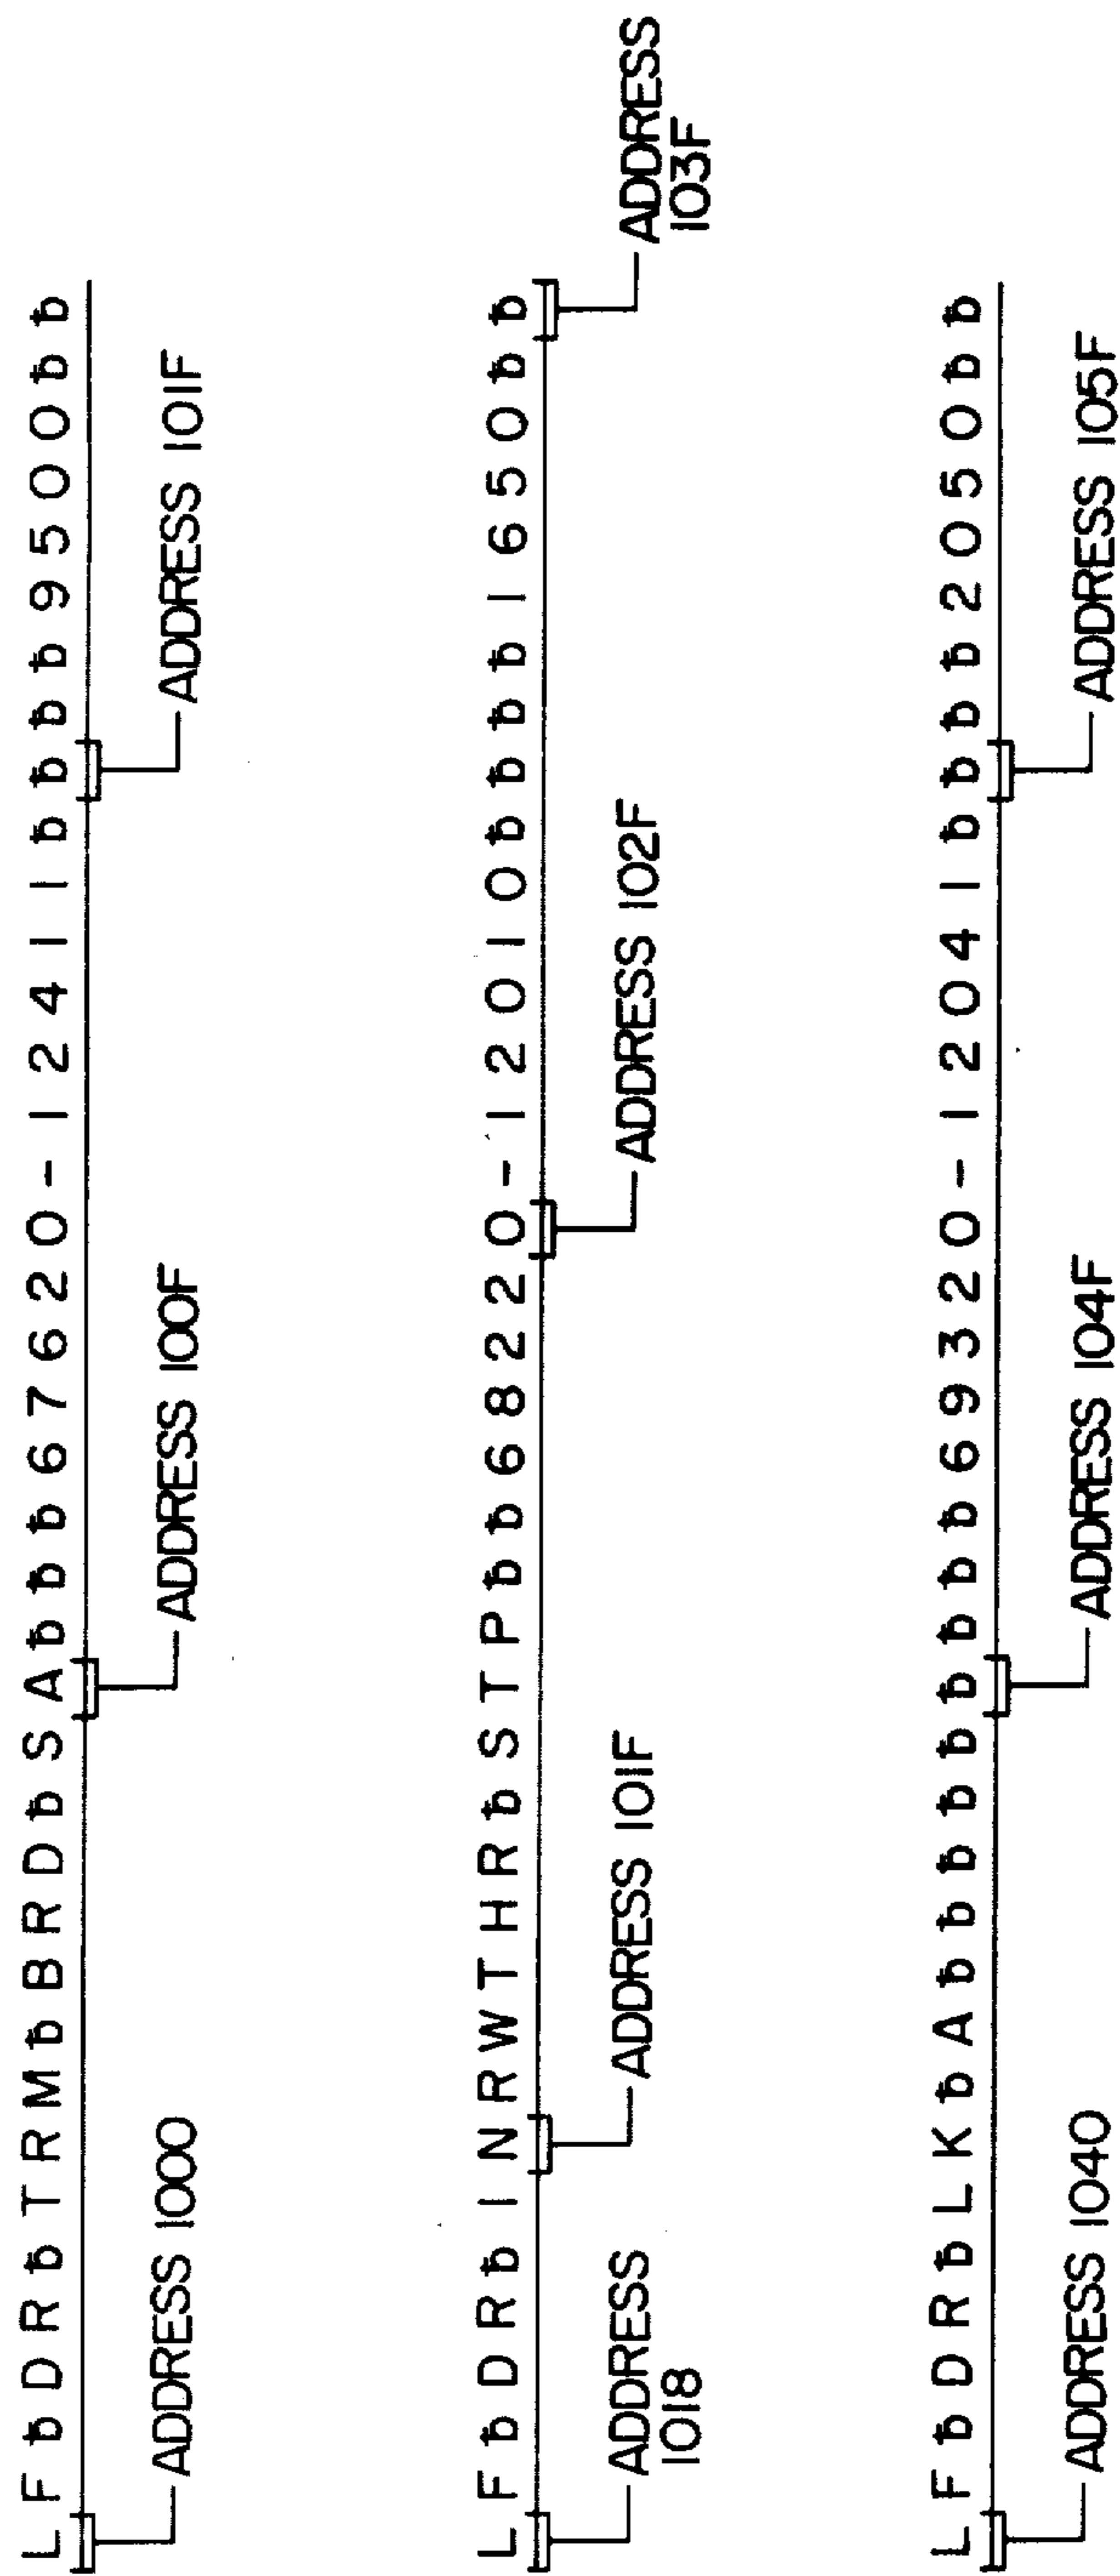 L F ƀ D R ƀ T R M ƀ B R D ƀ S A ƀ ƀ ƀ 6 7 6 2 0 - 1 2 4 1 1 ƀ ƀ ƀ ƀ 9 5 0 0 ƀ ƀ
ADDRESS 1000 ADDRESS 100F ADDRESS 101F
L F ƀ D R ƀ I N R W T H R ƀ S T P ƀ ƀ 6 8 2 2 0 - 1 2 0 1 0 ƀ ƀ ƀ ƀ 1 6 5 0 ƀ ƀ
ADDRESS ADDRESS 101F ADDRESS 102F ADDRESS
1018 103F
L F ƀ D R ƀ L K ƀ A ƀ ƀ ƀ ƀ ƀ ƀ ƀ ƀ ƀ 6 9 3 2 0 - 1 2 0 4 1 ƀ ƀ ƀ ƀ 2 0 5 0 ƀ ƀ
ADDRESS 1040 ADDRESS 104F ADDRESS 105F